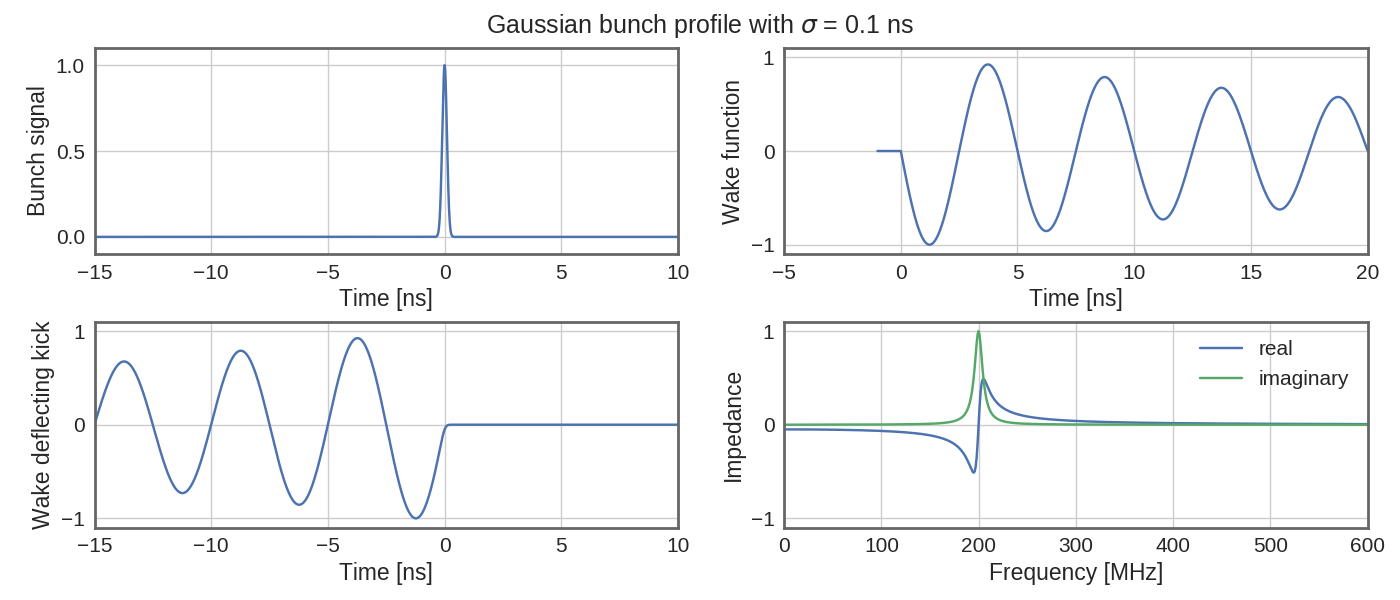 Gaussian bunch profile with σ = 0.1 ns
Bunch signal
1.0
0.5
0.0
−15 −10 −5 0 5 10
Time [ns]
Wake function
1
0
−1
−5 0 5 10 15 20
Time [ns]
Wake deflecting kick
1
0
−1
−15 −10 −5 0 5 10
Time [ns]
Impedance
1
0
−1
real
imaginary
0 100 200 300 400 500 600
Frequency [MHz]